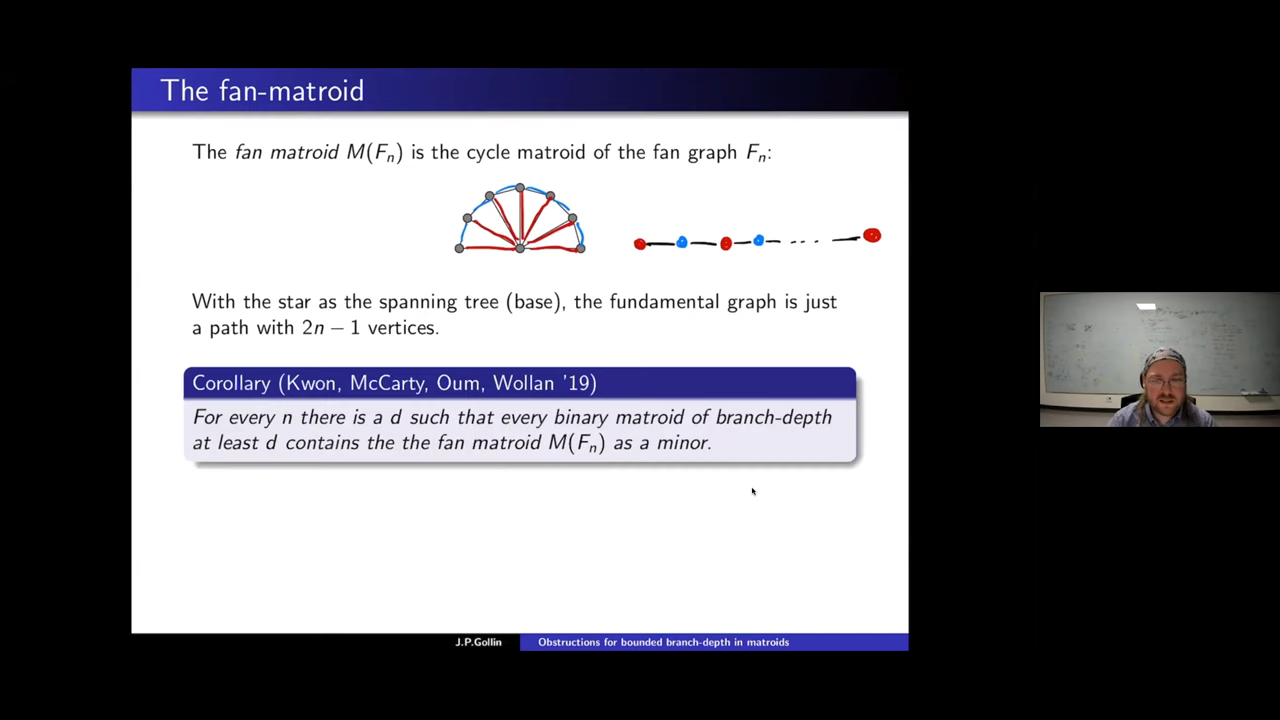 The fan-matroid
The fan matroid M(Fₙ) is the cycle matroid of the fan graph Fₙ:
With the star as the spanning tree (base), the fundamental graph is just
a path with 2n − 1 vertices.
Corollary (Kwon, McCarty, Oum, Wollan '19)
For every n there is a d such that every binary matroid of branch-depth
at least d contains the the fan matroid M(Fₙ) as a minor.
J.P.Gollin
Obstructions for bounded branch-depth in matroids